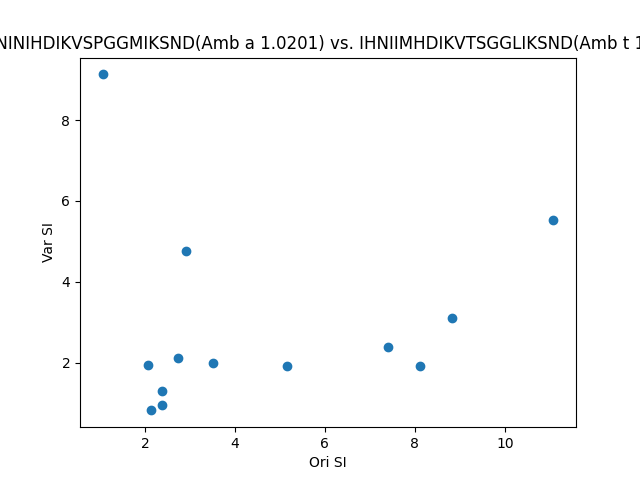 NINIHDIKVSPGGMIKSND(Amb a 1.0201) vs. IHNIIMHDIKVTSGGLIKSND(Amb t 1
8
6
4
2
Var SI
2 4 6 8 10
Ori SI